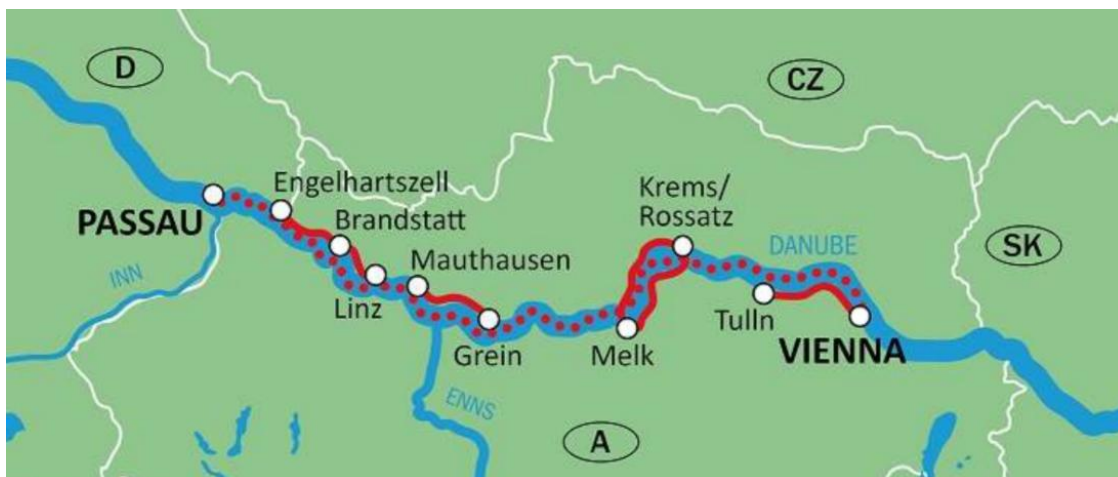 D
CZ
Engelhartszell
Brandstatt
PASSAU
Krems/
Rossatz
DANUBE
SK
Mauthausen
INN
Linz
Tulln
VIENNA
Grein
Melk
ENNS
A